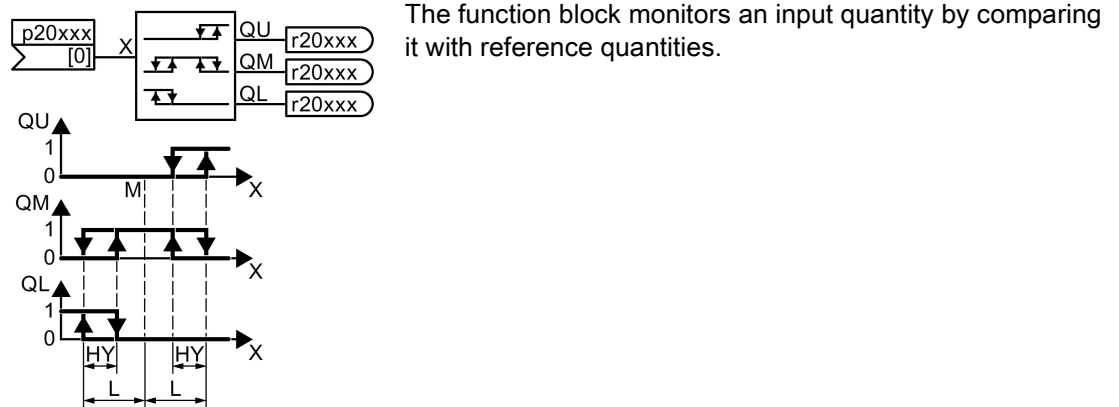 The function block monitors an input quantity by comparing
it with reference quantities.
p20xxx
[0]
X
QU
r20xxx
QM
r20xxx
QL
r20xxx
QU
1
0
M
X
QM
1
0
X
QL
1
0
HY
HY
X
L
L